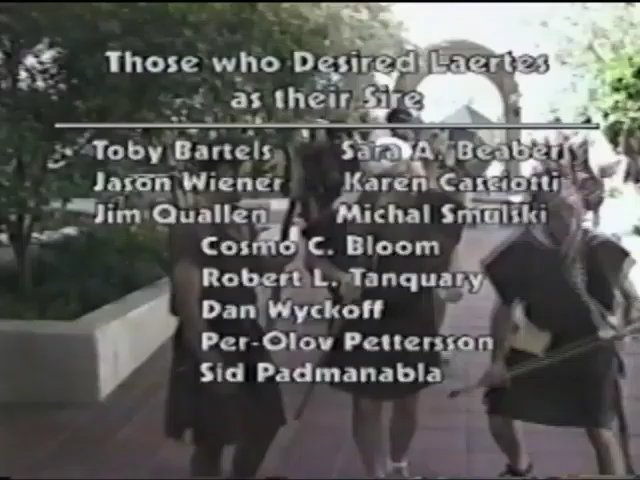 Those who Desired Laertes
as their Sire
Toby Bartels Sara A. Beaber
Jason Wiener Karen Casciotti
Jim Quallen Michal Smulski
Cosmo C. Bloom
Robert L. Tanquary
Dan Wyckoff
Per-Olov Pettersson
Sid Padmanabla